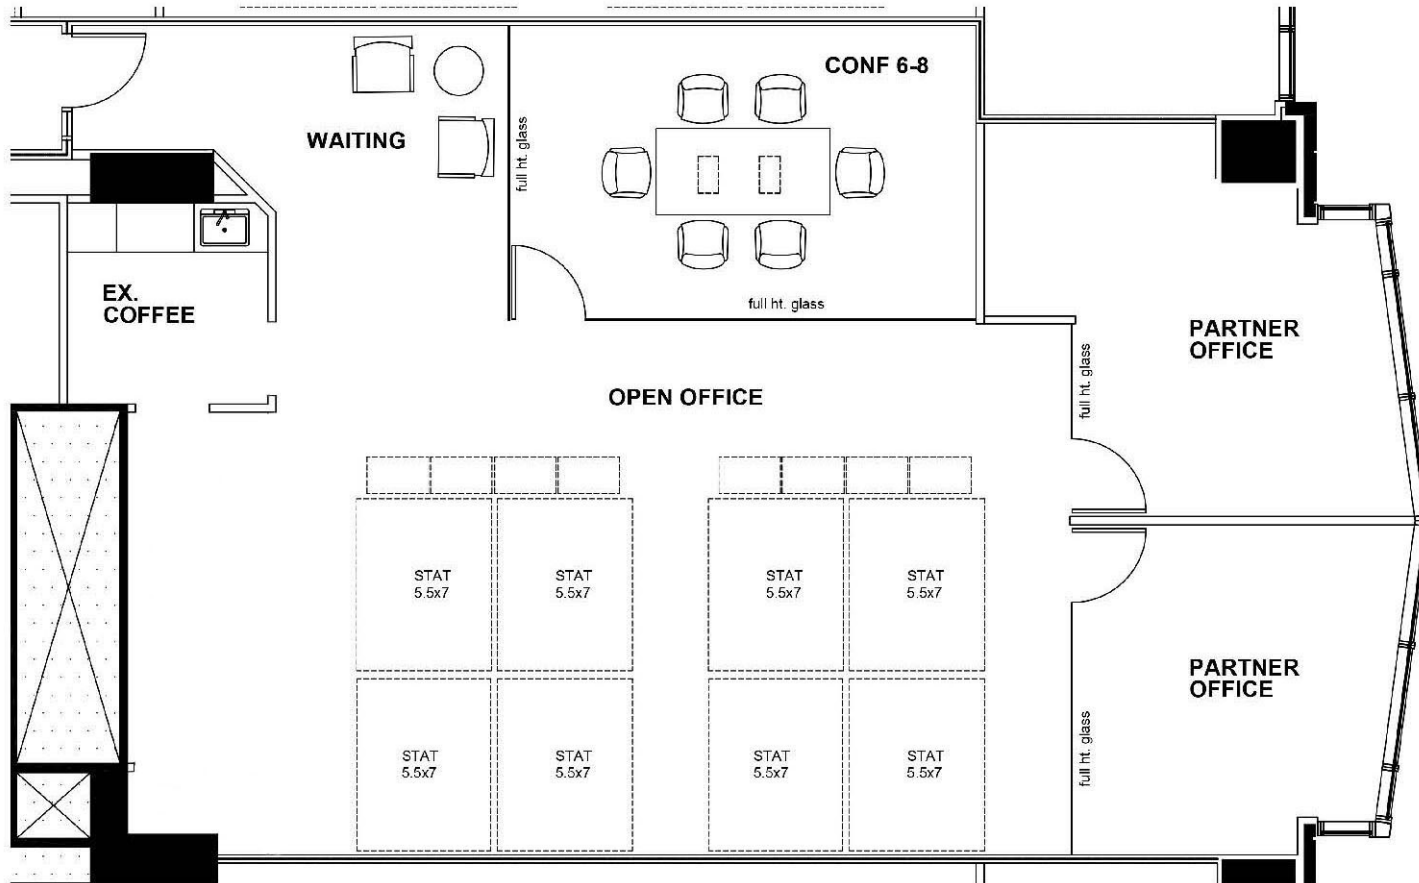 CONF 6-8
WAITING
full ht. glass
EX.
COFFEE
full ht. glass
PARTNER
OFFICE
full ht. glass
OPEN OFFICE
STAT
5.5x7
STAT
5.5x7
STAT
5.5x7
STAT
5.5x7
PARTNER
OFFICE
full ht. glass
STAT
5.5x7
STAT
5.5x7
STAT
5.5x7
STAT
5.5x7